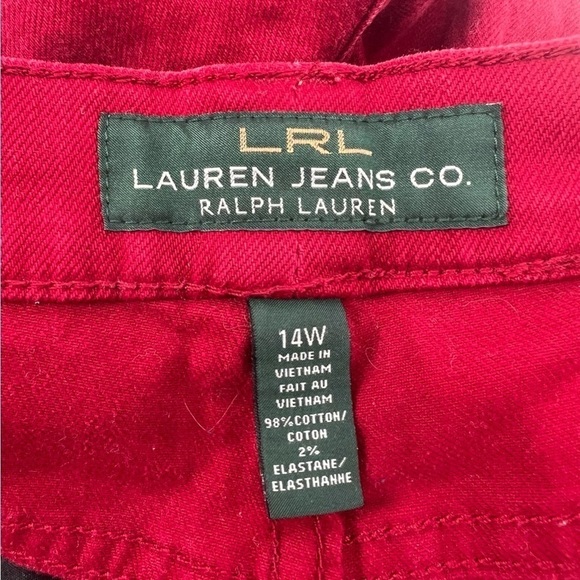 LRL
LAUREN JEANS CO.
RALPH LAUREN
14W
MADE IN
VIETNAM
FAIT AU
VIETNAM
98%COTTON/
COTON
2%
ELASTANE/
ELASTHANNE